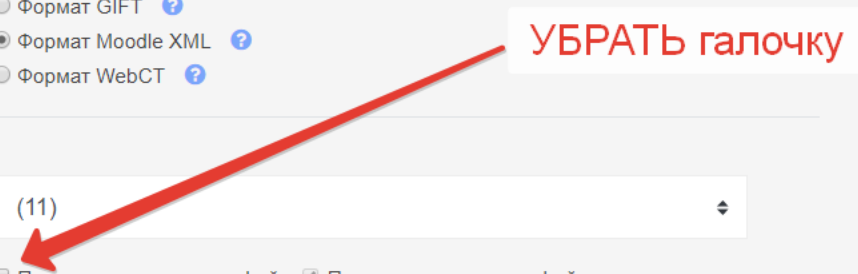 Формат GIFT ?
Формат Moodle XML ?
Формат WebCT ?
УБРАТЬ галочку
(11)